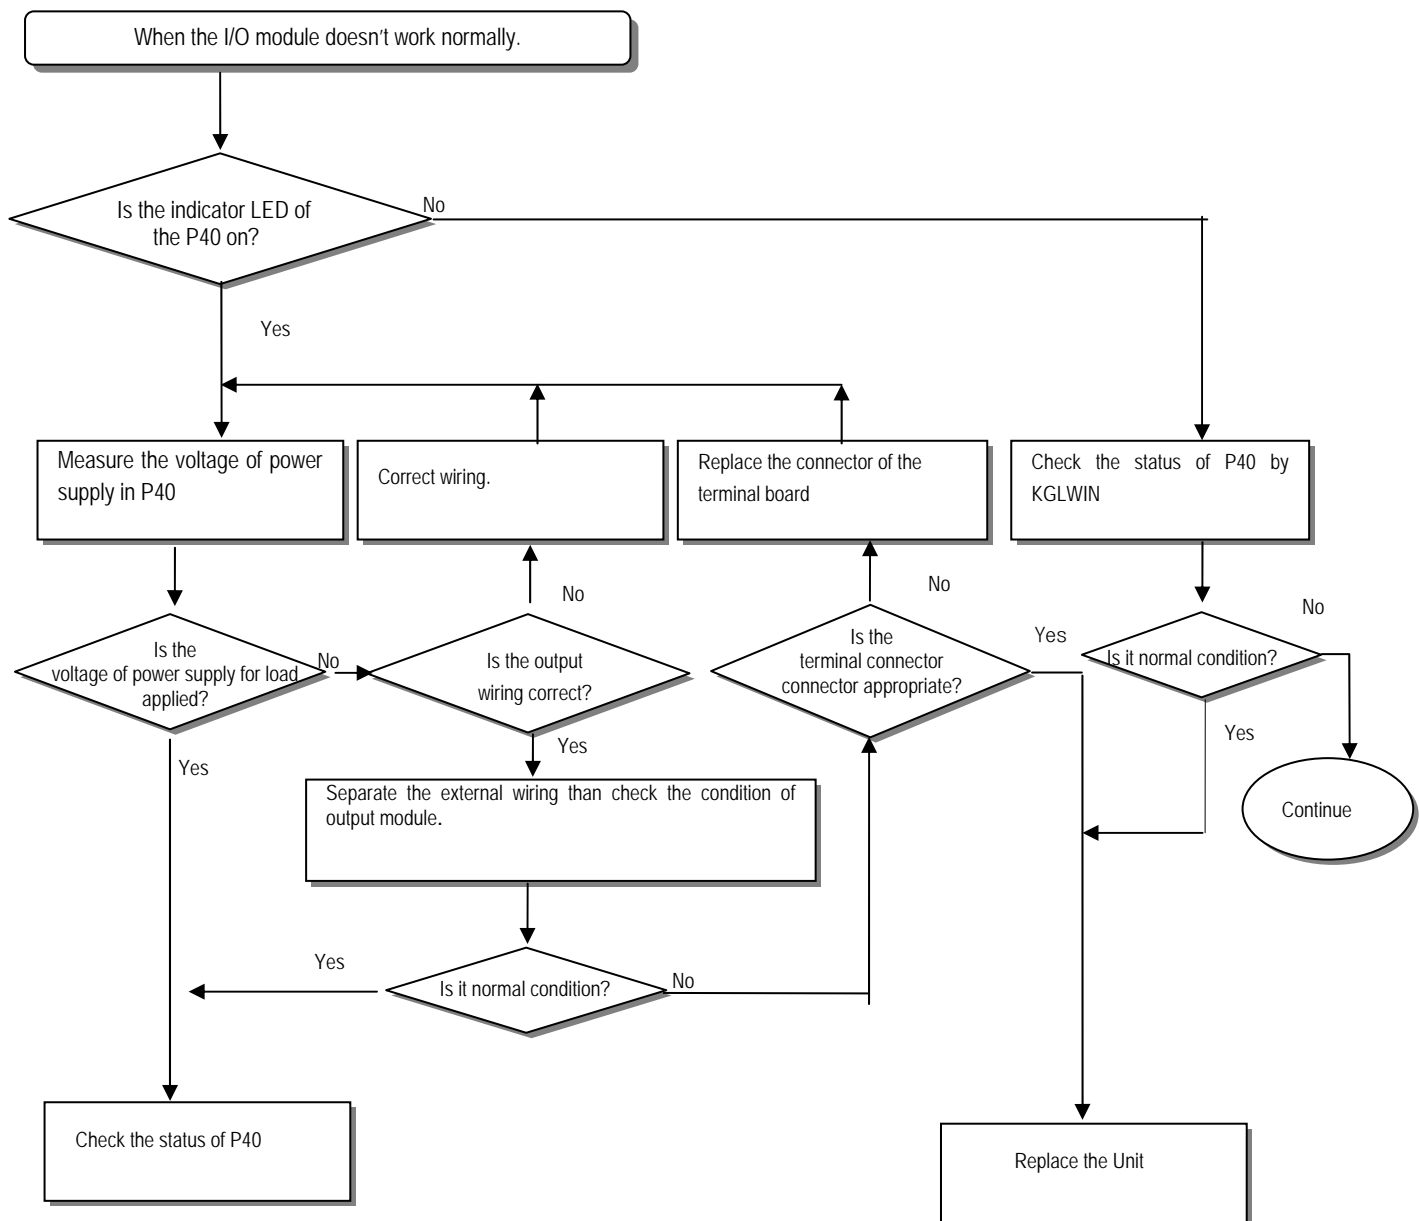 When the I/O module doesn't work normally.
Is the indicator LED of
the P40 on?
No
Yes
Measure the voltage of power
supply in P40
Correct wiring.
Replace the connector of the
terminal board
Check the status of P40 by
KGLWIN
No
No
No
Is the
voltage of power supply for load
applied?
No
Is the output
wiring correct?
Is the
terminal connector
connector appropriate?
Yes
Is it normal condition?
Yes
Yes
Yes
Separate the external wiring than check the condition of
output module.
Continue
Yes
Is it normal condition?
No
Check the status of P40
Replace the Unit